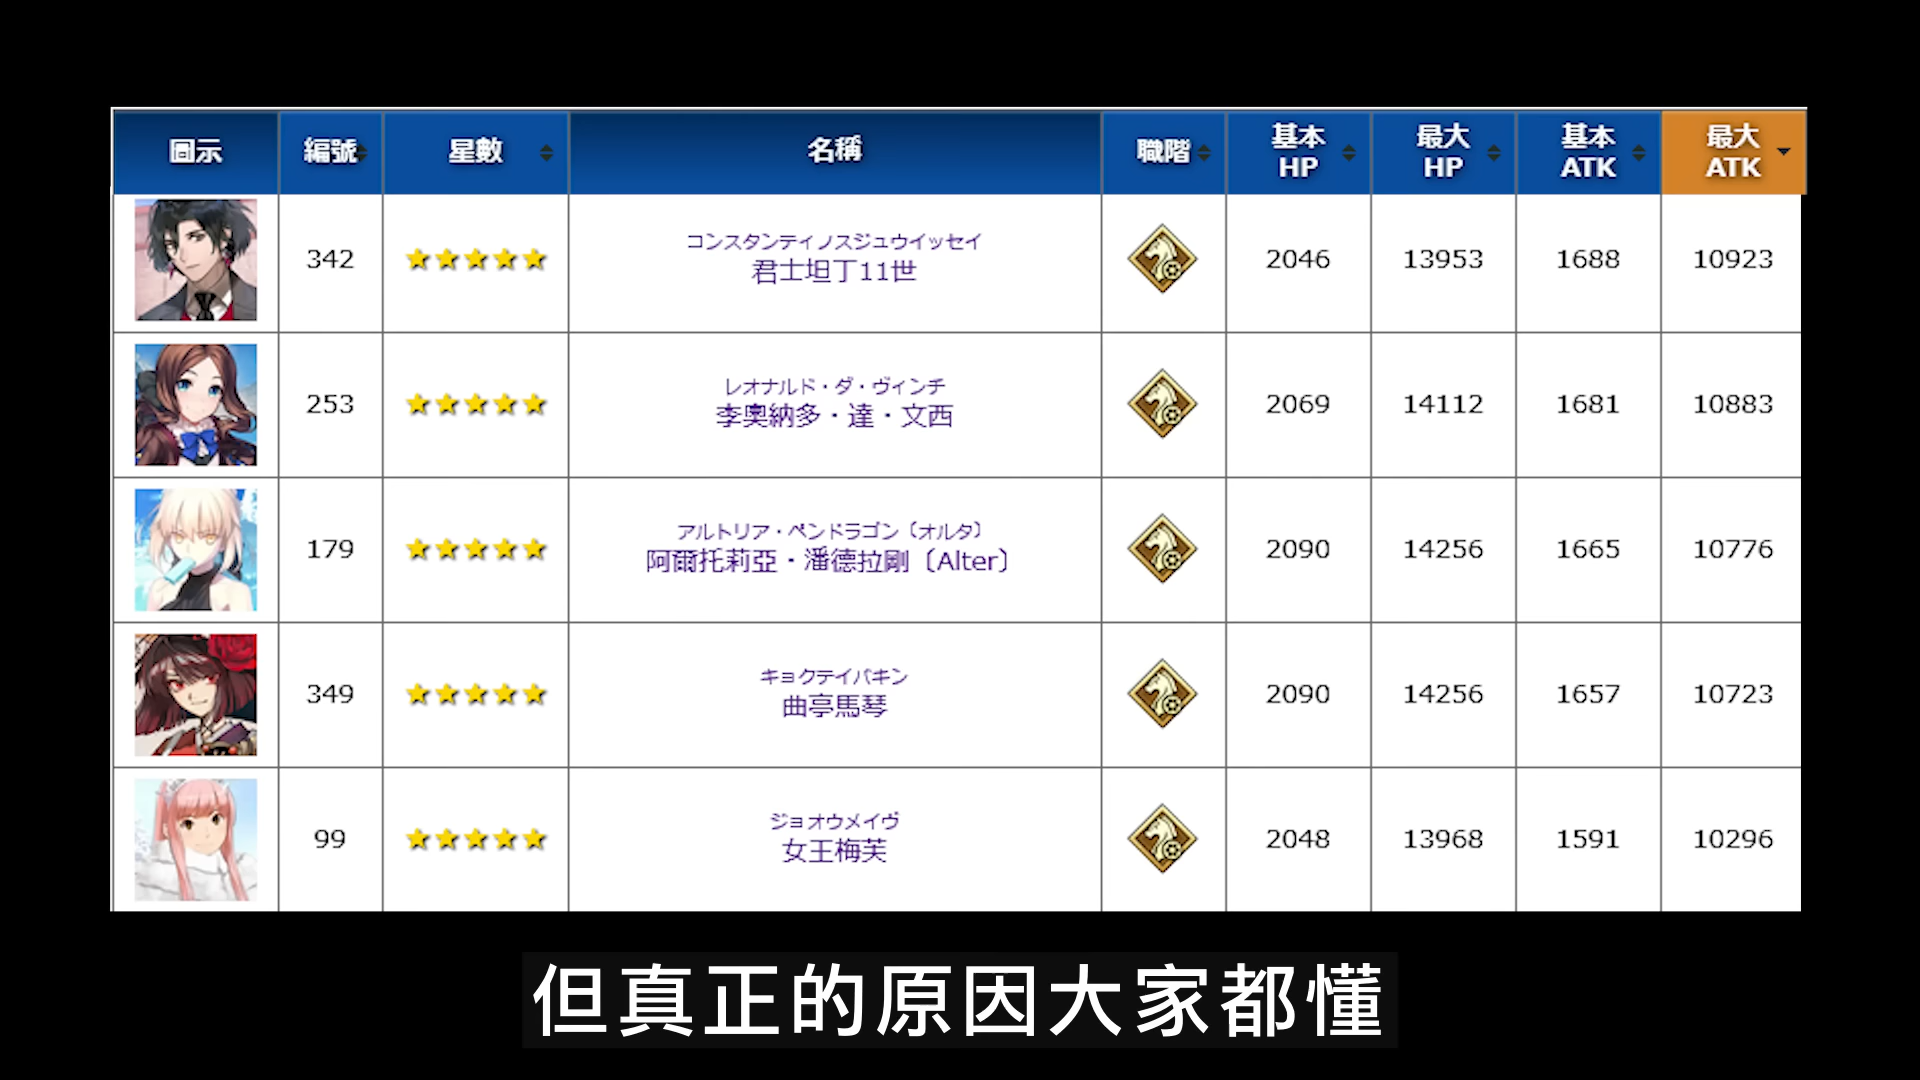 圖示 編號 星數 名稱 職階 基本 HP 最大 HP 基本 ATK 最大 ATK
コンスタンティノスジュウイッセイ
342 君士坦丁11世 2046 13953 1688 10923
レオナルド・ダ・ヴィンチ
253 李奧納多・達・文西 2069 14112 1681 10883
アルトリア・ペンドラゴン〔オルタ〕
179 阿爾托莉亞・潘德拉剛〔Alter〕 2090 14256 1665 10776
キョクテイバキン
349 曲亭馬琴 2090 14256 1657 10723
ジョオウメイヴ
99 女王梅芙 2048 13968 1591 10296
但真正的原因大家都懂